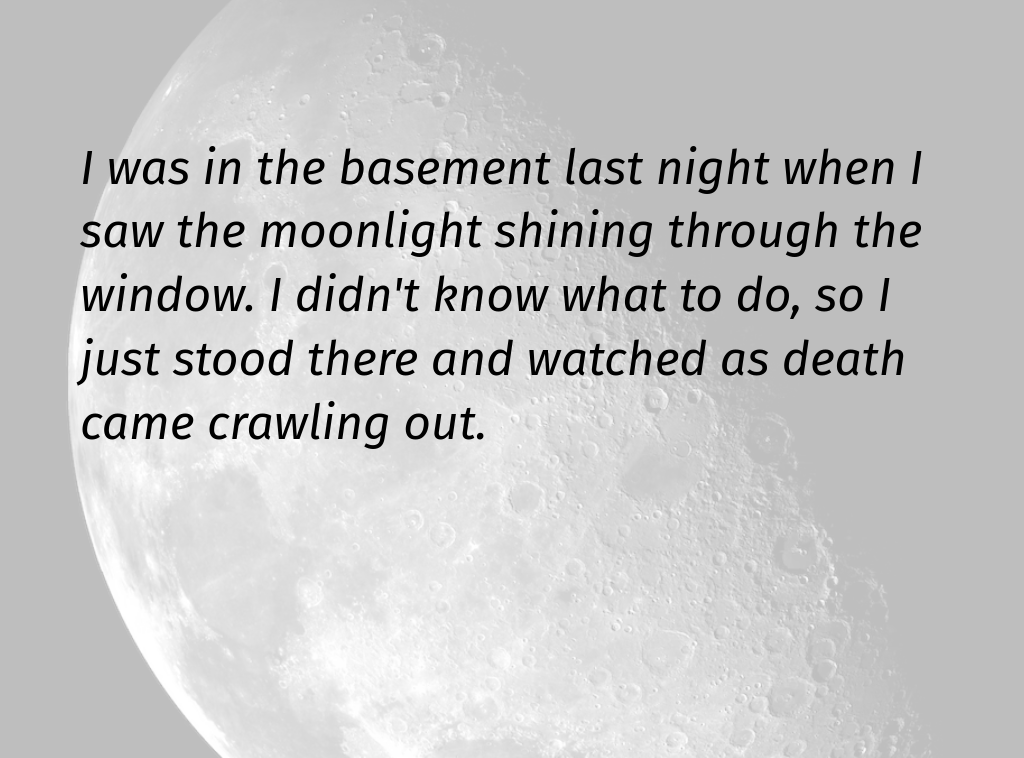 I was in the basement last night when I
saw the moonlight shining through the
window. I didn't know what to do, so I
just stood there and watched as death
came crawling out.